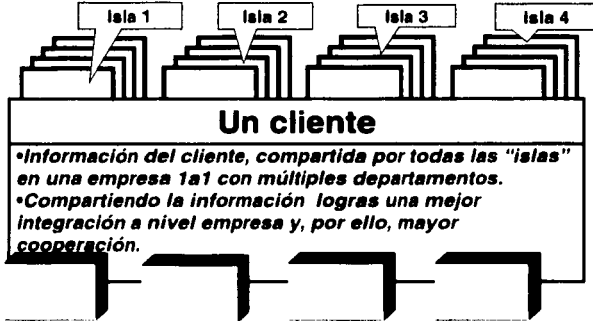 Isla 1 Isla 2 Isla 3 Isla 4
Un cliente
•Información del cliente, compartida por todas las "islas"
en una empresa 1a1 con múltiples departamentos.
•Compartiendo la información logras una mejor
integración a nivel empresa y, por ello, mayor
cooperación.